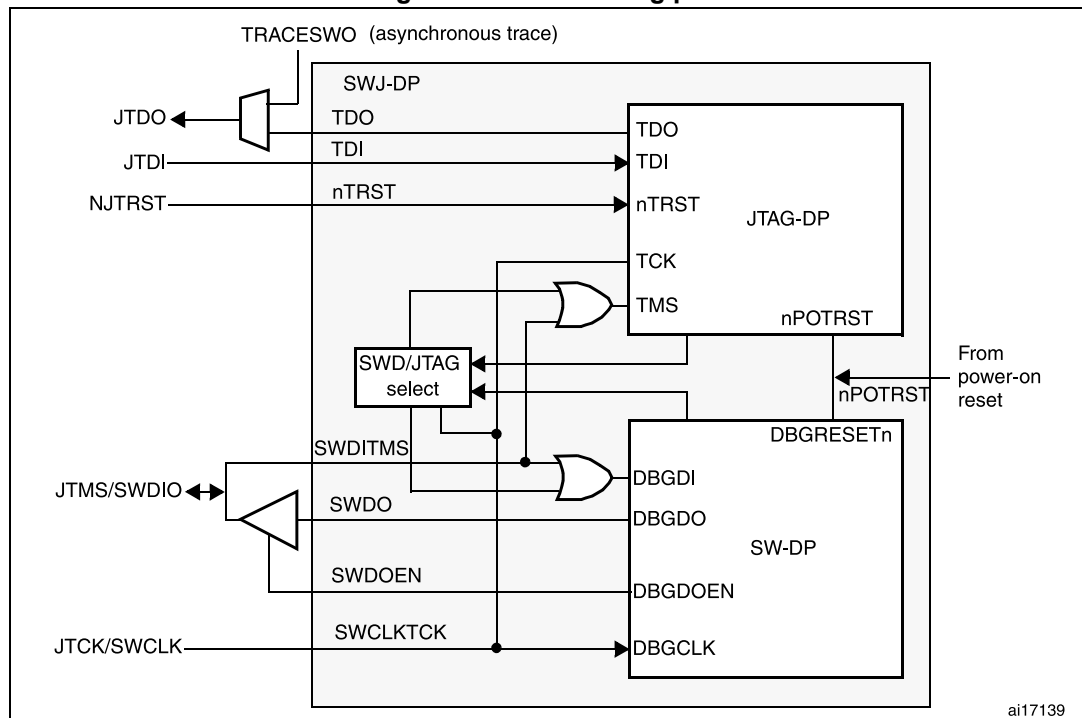 TRACESWO (asynchronous trace)
SWJ-DP
JTDO
TDO
TDO
JTDI
TDI
TDI
NJTRST
nTRST
nTRST
JTAG-DP
TCK
TMS
nPOTRST
SWD/JTAG
select
From
power-on
reset
nPOTRST
DBGRESETn
SWDITMS
DBGDI
JTMS/SWDIO
SWDO
DBGDO
SW-DP
SWDOEN
DBGDOEN
JTCK/SWCLK
SWCLKTCK
DBGCLK
ai17139